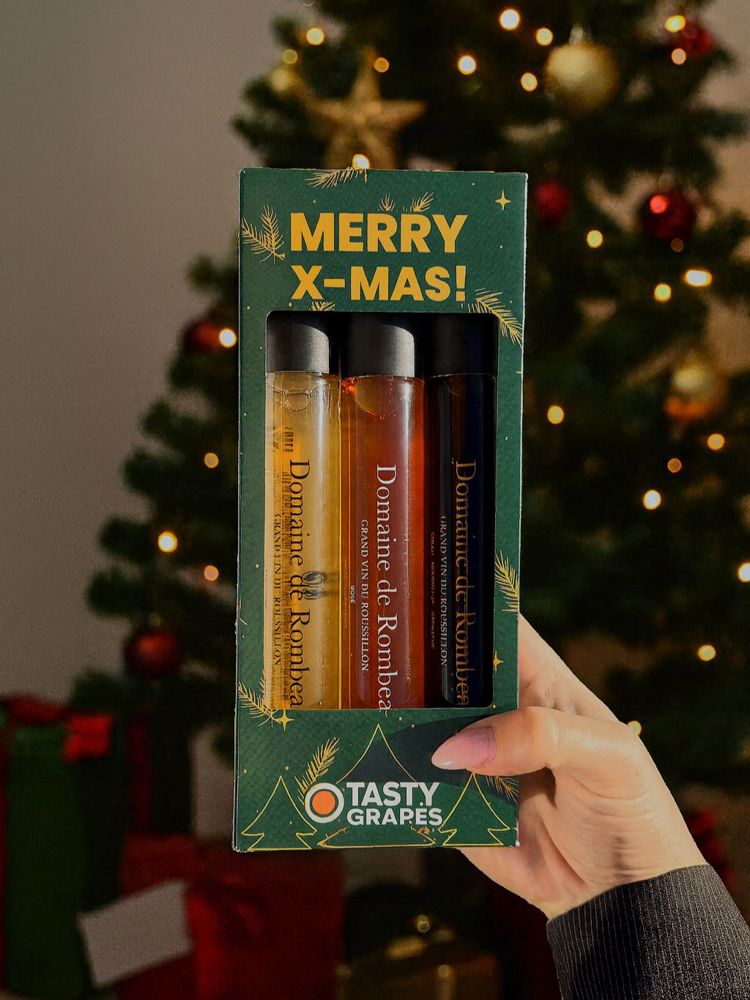 MERRY
X-MAS!
Domaine de Rombea
GRAND VIN DU ROUSSILLON
Domaine de Rombea
GRAND VIN DU ROUSSILLON
ROSÉ
Domaine de Rombea
GRAND VIN DU ROUSSILLON
TASTY
GRAPES